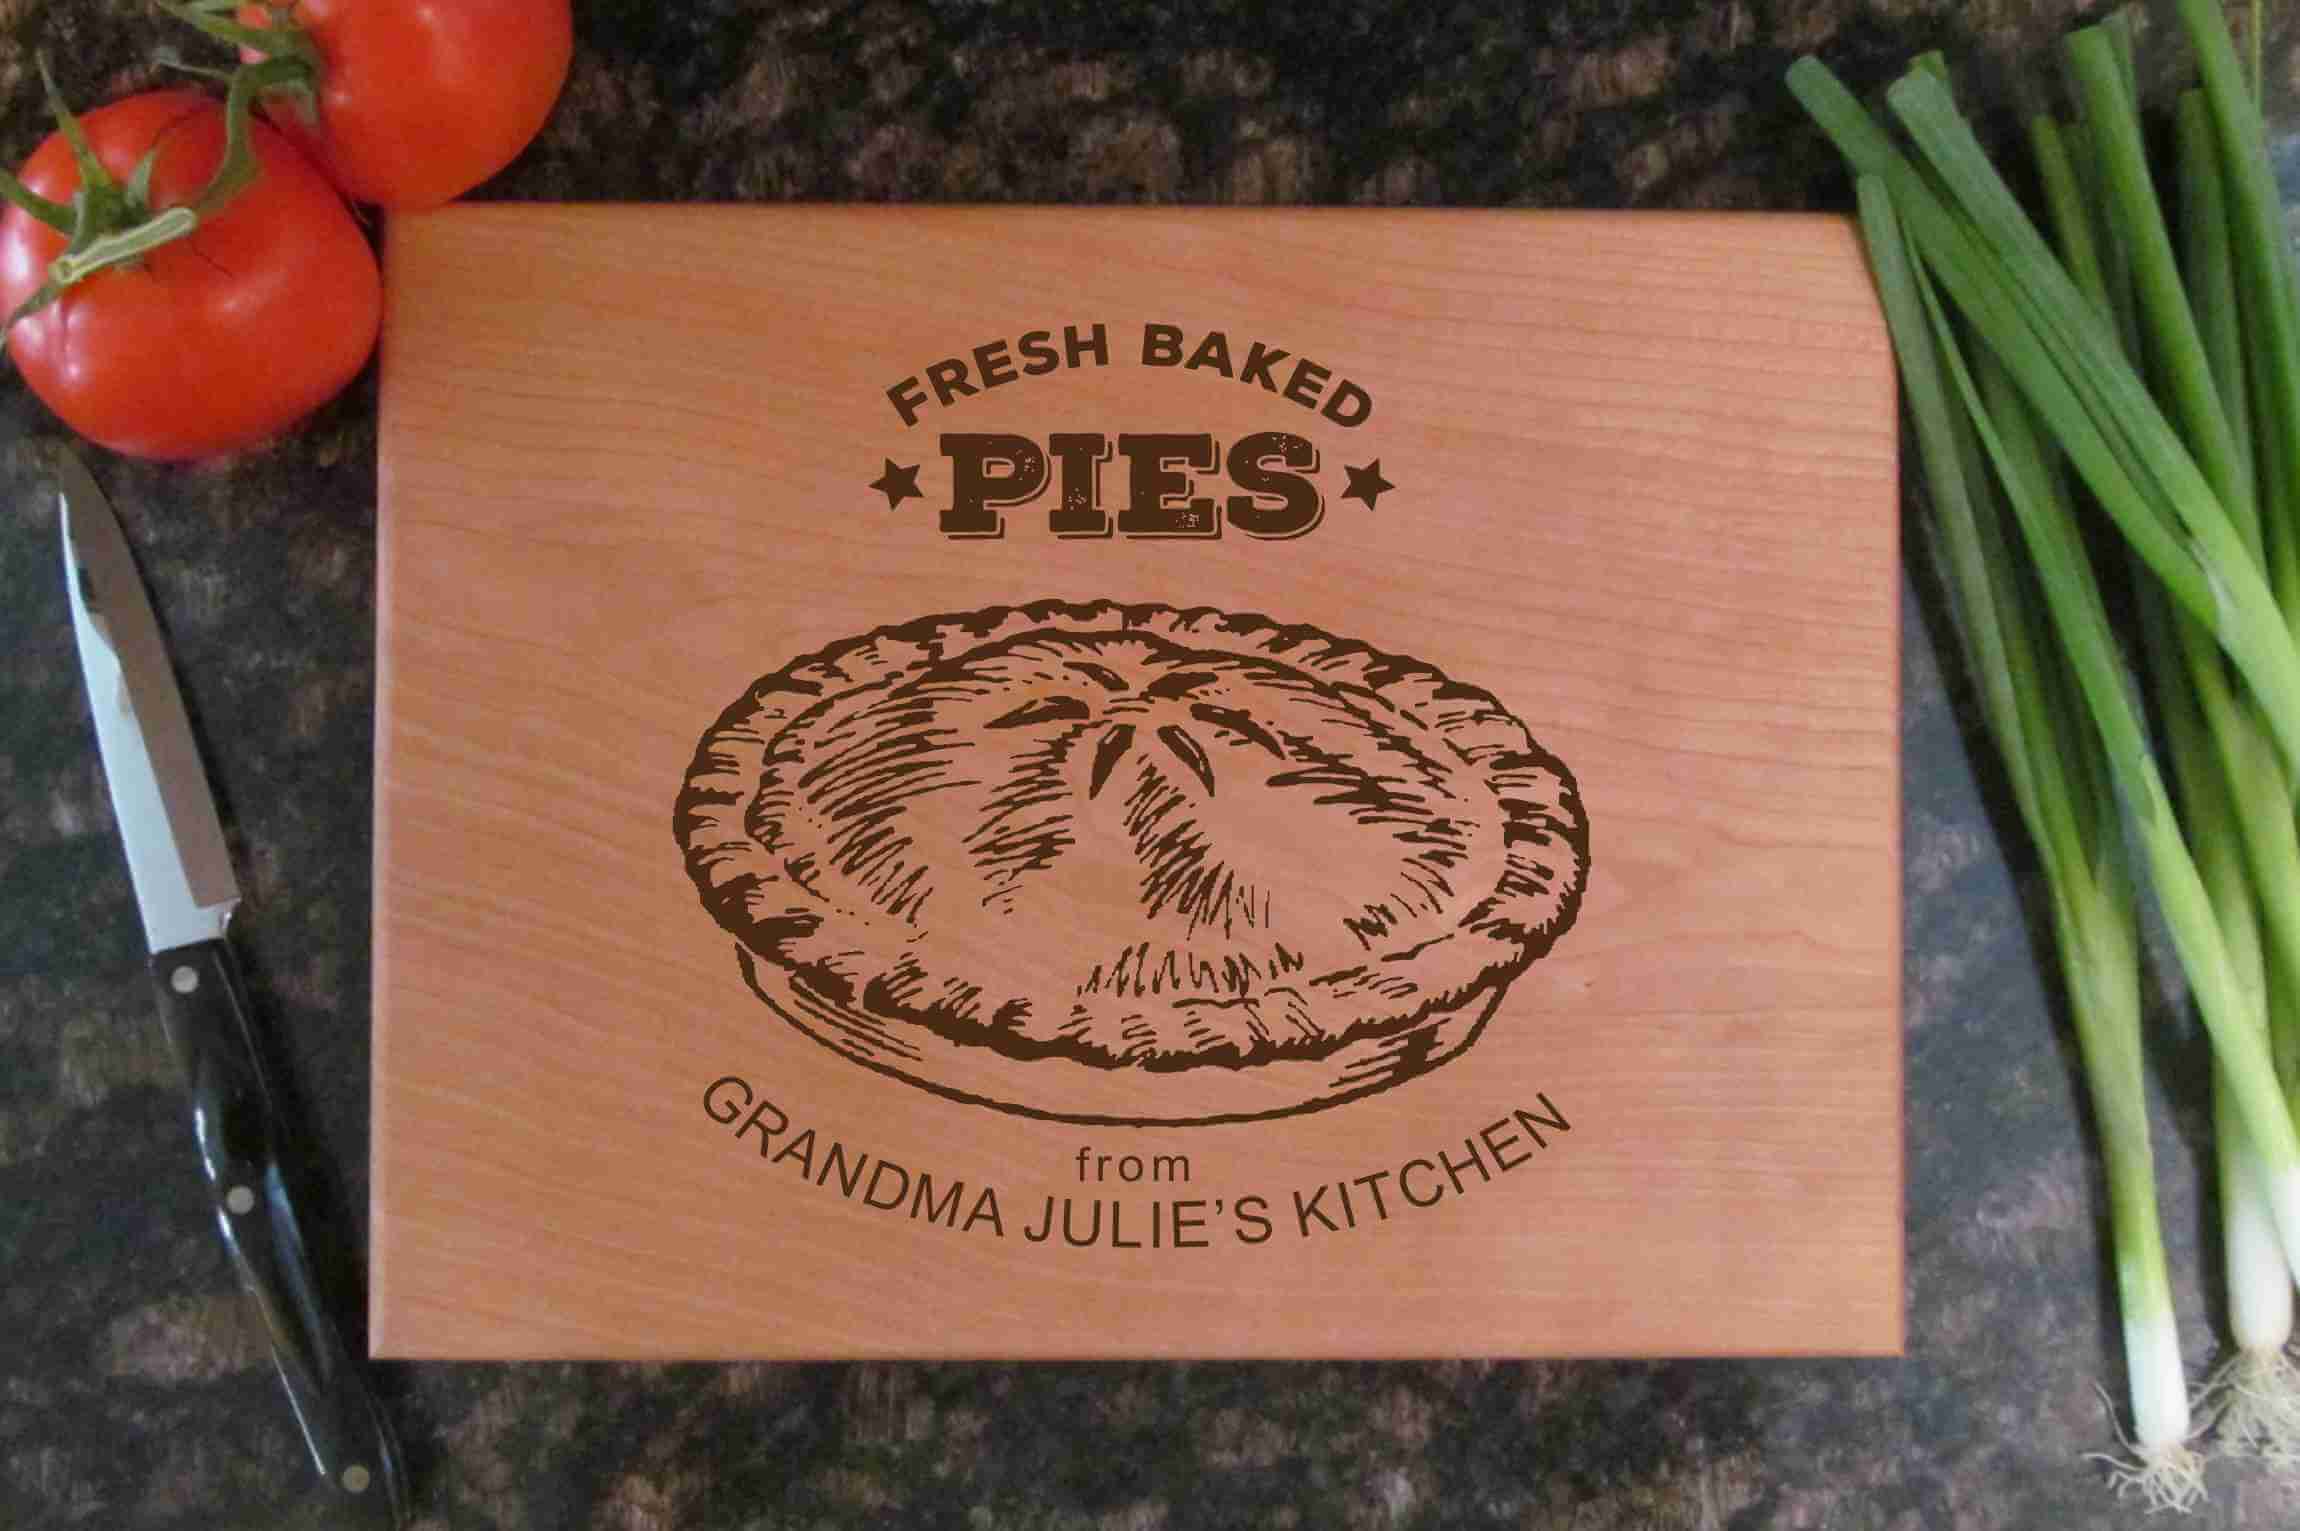 FRESH BAKED
PIES
from
GRANDMA JULIE'S KITCHEN